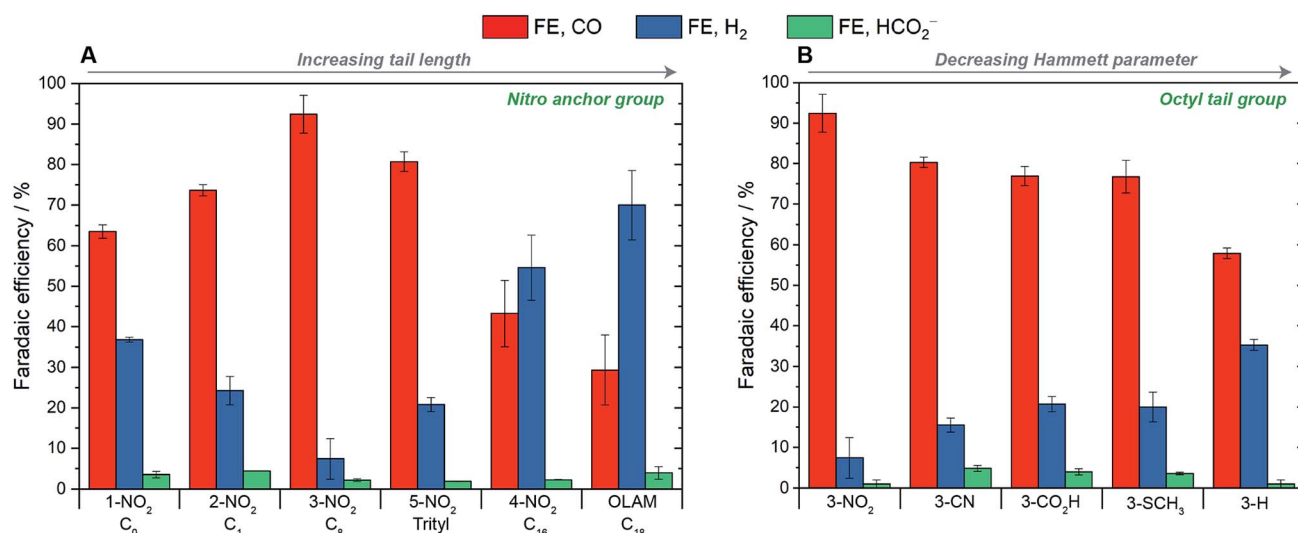 FE, CO FE, H₂ FE, HCO₂⁻
A Increasing tail length
Nitro anchor group
Faradaic efficiency / %
100
90
80
70
60
50
40
30
20
10
0
1-NO₂ 2-NO₂ 3-NO₂ 5-NO₂ 4-NO₂ OLAM
C₀ C₁ C₈ Trityl C₁₆ C₁₈
B Decreasing Hammett parameter
Octyl tail group
Faradaic efficiency / %
100
90
80
70
60
50
40
30
20
10
0
3-NO₂ 3-CN 3-CO₂H 3-SCH₃ 3-H